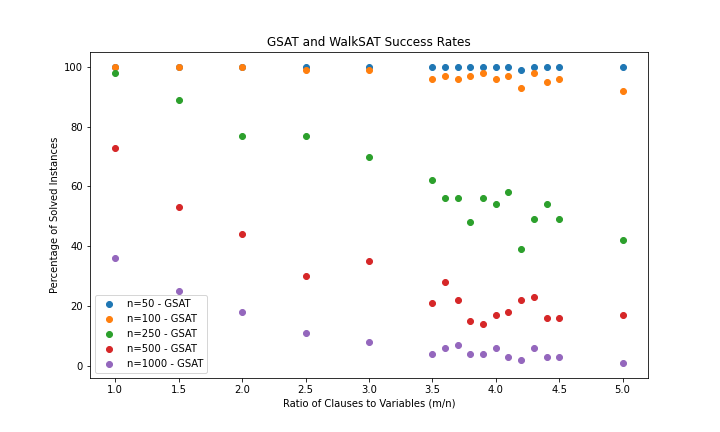 GSAT and WalkSAT Success Rates
100
80
60
40
20
0
Percentage of Solved Instances
n=50 - GSAT
n=100 - GSAT
n=250 - GSAT
n=500 - GSAT
n=1000 - GSAT
1.0 1.5 2.0 2.5 3.0 3.5 4.0 4.5 5.0
Ratio of Clauses to Variables (m/n)